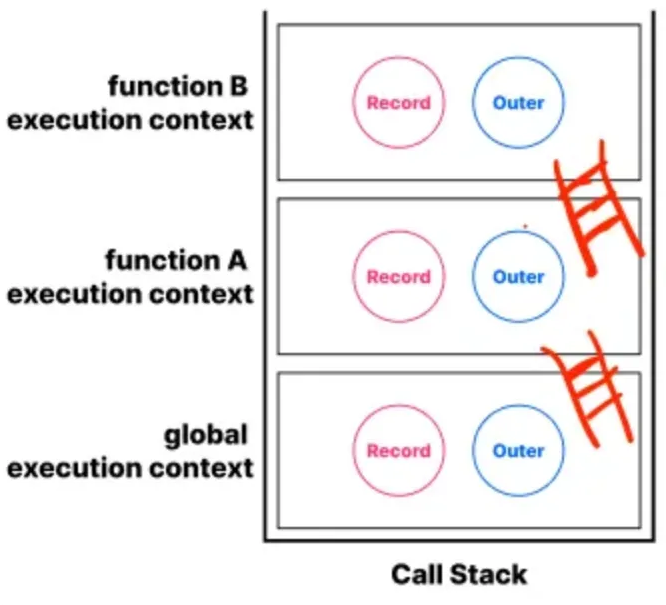 function B
execution context
Record
Outer
function A
execution context
Record
Outer
global
execution context
Record
Outer
Call Stack